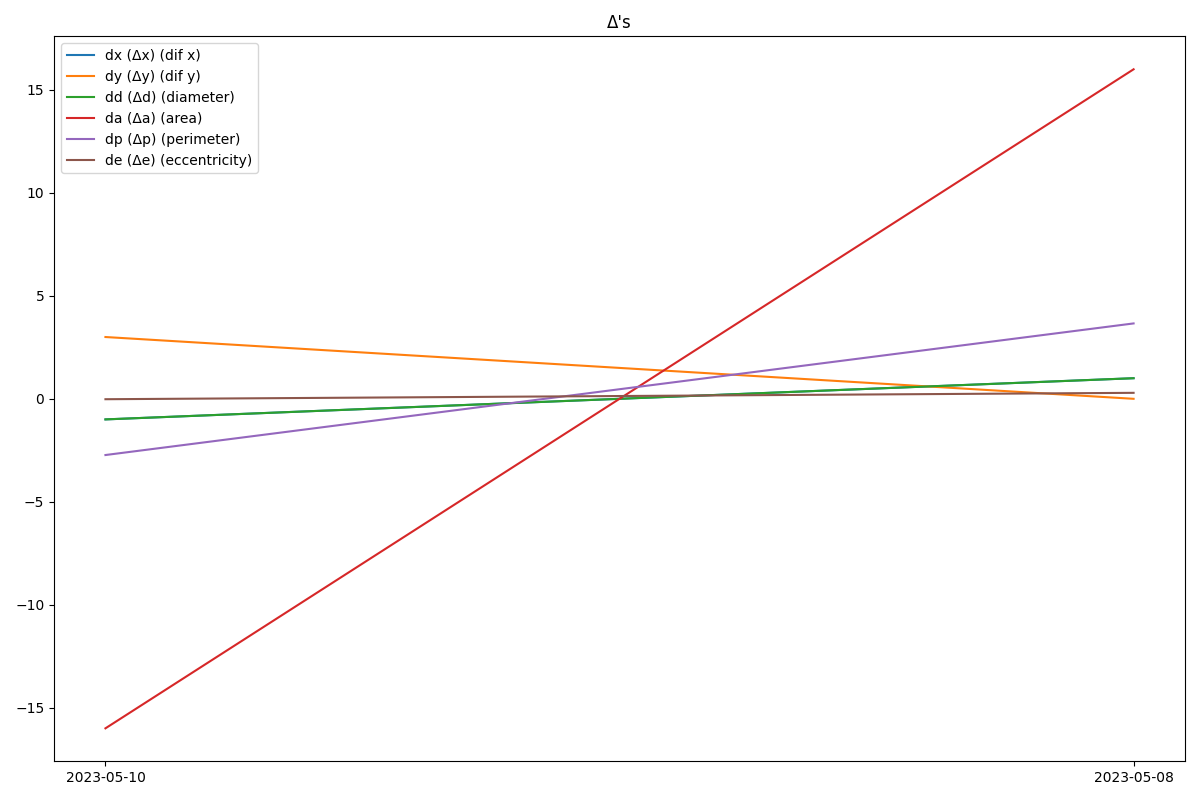 Δ's
dx (Δx) (dif x)
dy (Δy) (dif y)
dd (Δd) (diameter)
da (Δa) (area)
dp (Δp) (perimeter)
de (Δe) (eccentricity)
15
10
5
0
−5
−10
−15
2023-05-10 2023-05-08